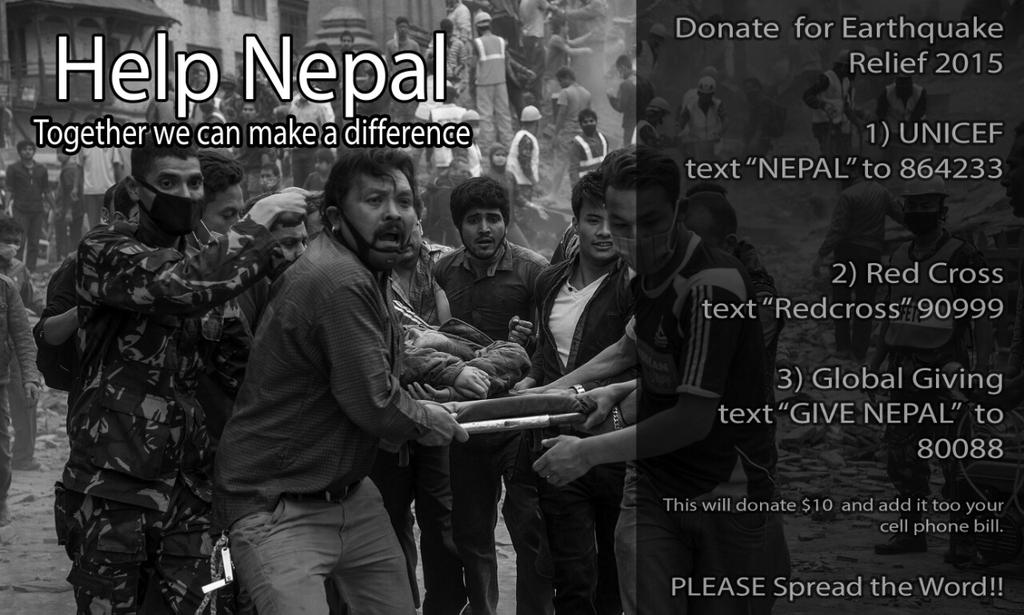 Help Nepal
Together we can make a difference
Donate for Earthquake
Relief 2015
1) UNICEF
text “NEPAL” to 864233
2) Red Cross
text “Redcross” 90999
3) Global Giving
text “GIVE NEPAL” to
80088
This will donate $10 and add it too your
cell phone bill.
PLEASE Spread the Word!!